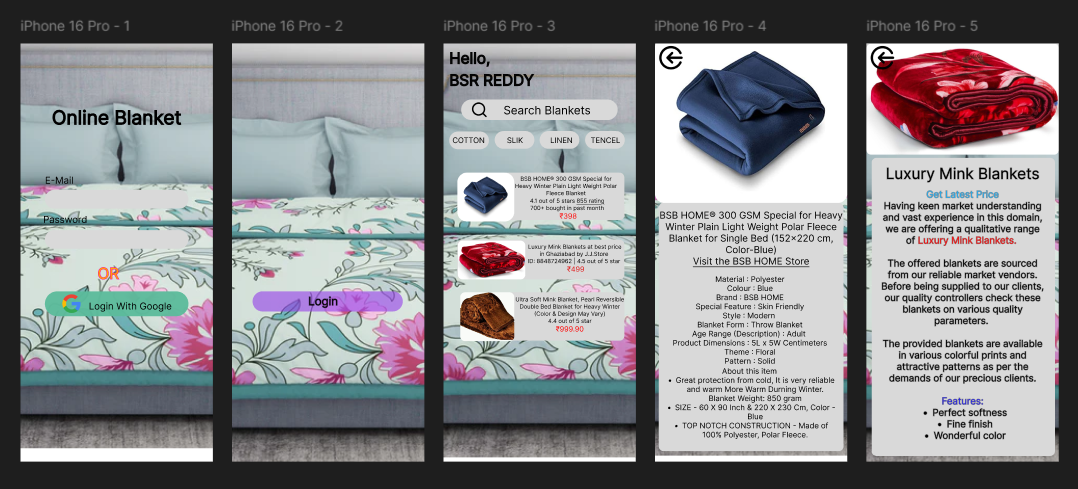 iPhone 16 Pro - 1
Online Blanket
E-Mail
Password
OR
Login With Google
iPhone 16 Pro - 2
Login
iPhone 16 Pro - 3
Hello,
BSR REDDY
Search Blankets
COTTON
SLIK
LINEN
TENCEL
BSB HOME® 300 GSM Special for
Heavy Winter Plain Light Weight Polar
Fleece Blanket
4.1 out of 5 stars 855 rating
700+ bought in past month
₹398
Luxury Mink Blankets at best price
in Ghaziabad by J.J.Store
ID: 8848724962 | 4.5 out of 5 star
₹499
Ultra Soft Mink Blanket, Pearl Reversible
Double Bed Blanket for Heavy Winter
(Color & Design May Very)
4.4 out of 5 star
₹999.90
iPhone 16 Pro - 4
BSB HOME® 300 GSM Special for Heavy
Winter Plain Light Weight Polar Fleece
Blanket for Single Bed (152×220 cm,
Color-Blue)
Visit the BSB HOME Store
Material : Polyester
Colour : Blue
Brand : BSB HOME
Special Feature : Skin Friendly
Style : Modern
Blanket Form : Throw Blanket
Age Range (Description) : Adult
Product Dimensions : 5L x 5W Centimeters
Theme : Floral
Pattern : Solid
About this item
• Great protection from cold, It is very reliable
and warm More Warm Durning Winter.
Blanket Weight: 850 gram
• SIZE - 60 X 90 Inch & 220 X 230 Cm, Color -
Blue
• TOP NOTCH CONSTRUCTION - Made of
100% Polyester, Polar Fleece.
iPhone 16 Pro - 5
Luxury Mink Blankets
Get Latest Price
Having keen market understanding
and vast experience in this domain,
we are offering a qualitative range
of Luxury Mink Blankets.
The offered blankets are sourced
from our reliable market vendors.
Before being supplied to our clients,
our quality controllers check these
blankets on various quality
parameters.
The provided blankets are available
in various colorful prints and
attractive patterns as per the
demands of our precious clients.
Features:
• Perfect softness
• Fine finish
• Wonderful color